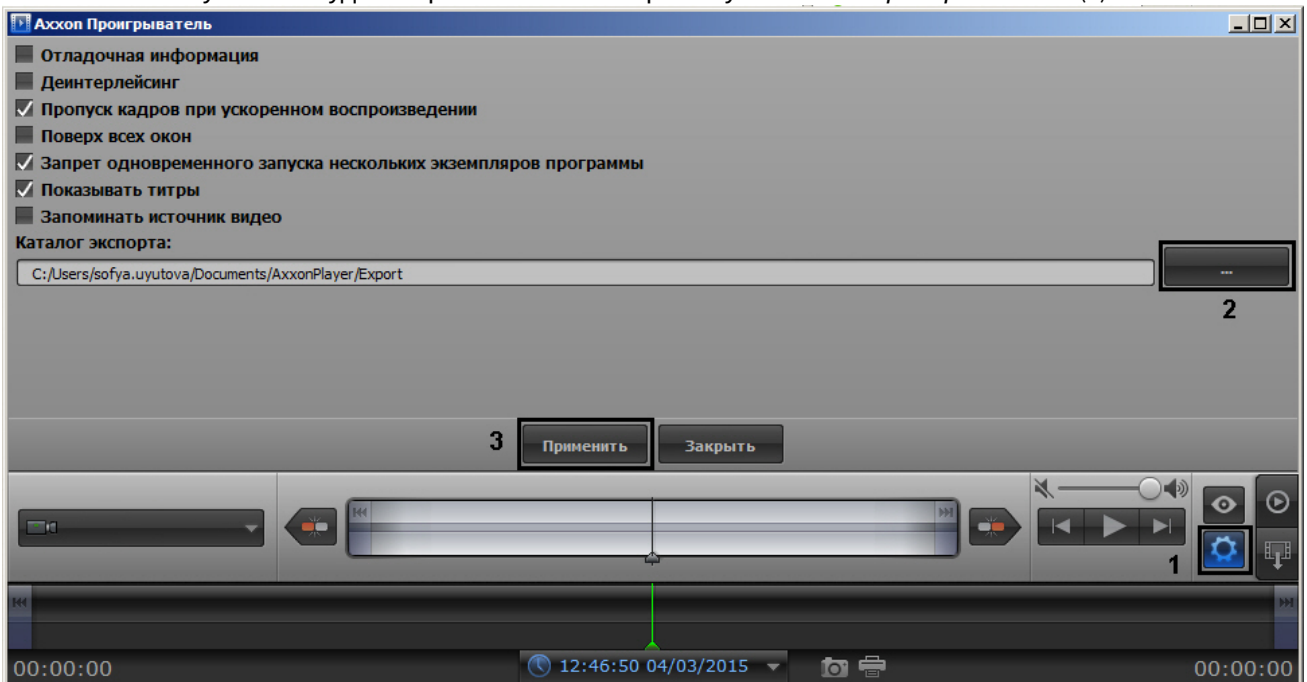 Аххон Проигрыватель
Отладочная информация
Деинтерлейсинг
Пропуск кадров при ускоренном воспроизведении
Поверх всех окон
Запрет одновременного запуска нескольких экземпляров программы
Показывать титры
Запоминать источник видео
Каталог экспорта:
C:/Users/sofya.uyutova/Documents/AxxonPlayer/Export
...
2
3
Применить
Закрыть
1
00:00:00
12:46:50 04/03/2015
00:00:00